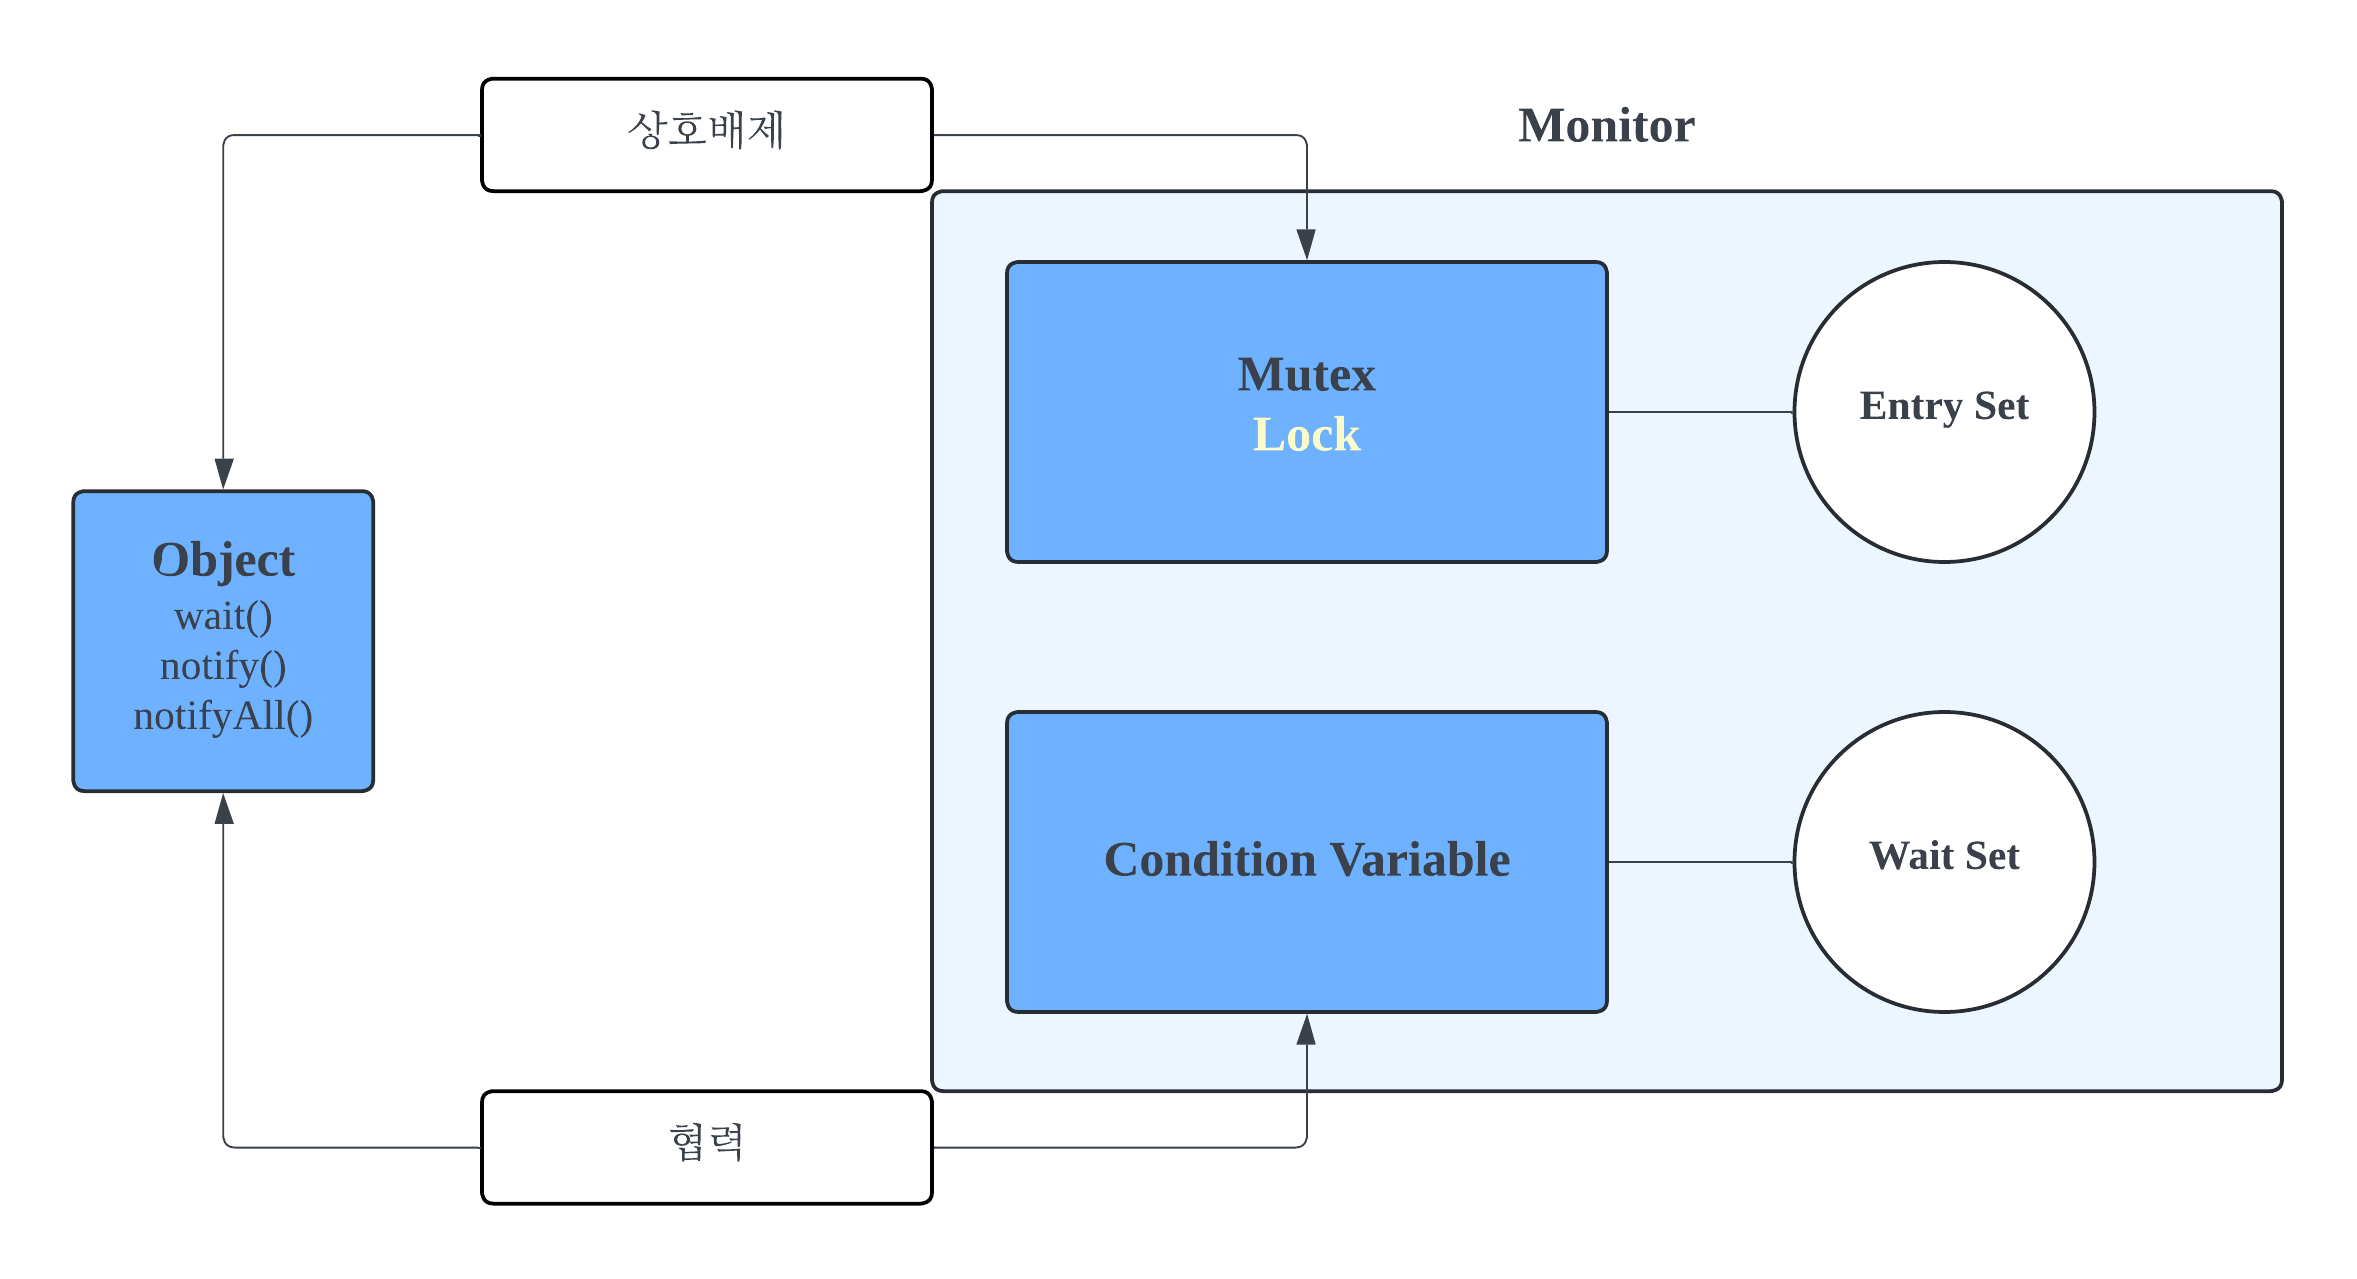 상호배제
Monitor
Mutex
Lock
Entry Set
Object
wait()
notify()
notifyAll()
Condition Variable
Wait Set
협력